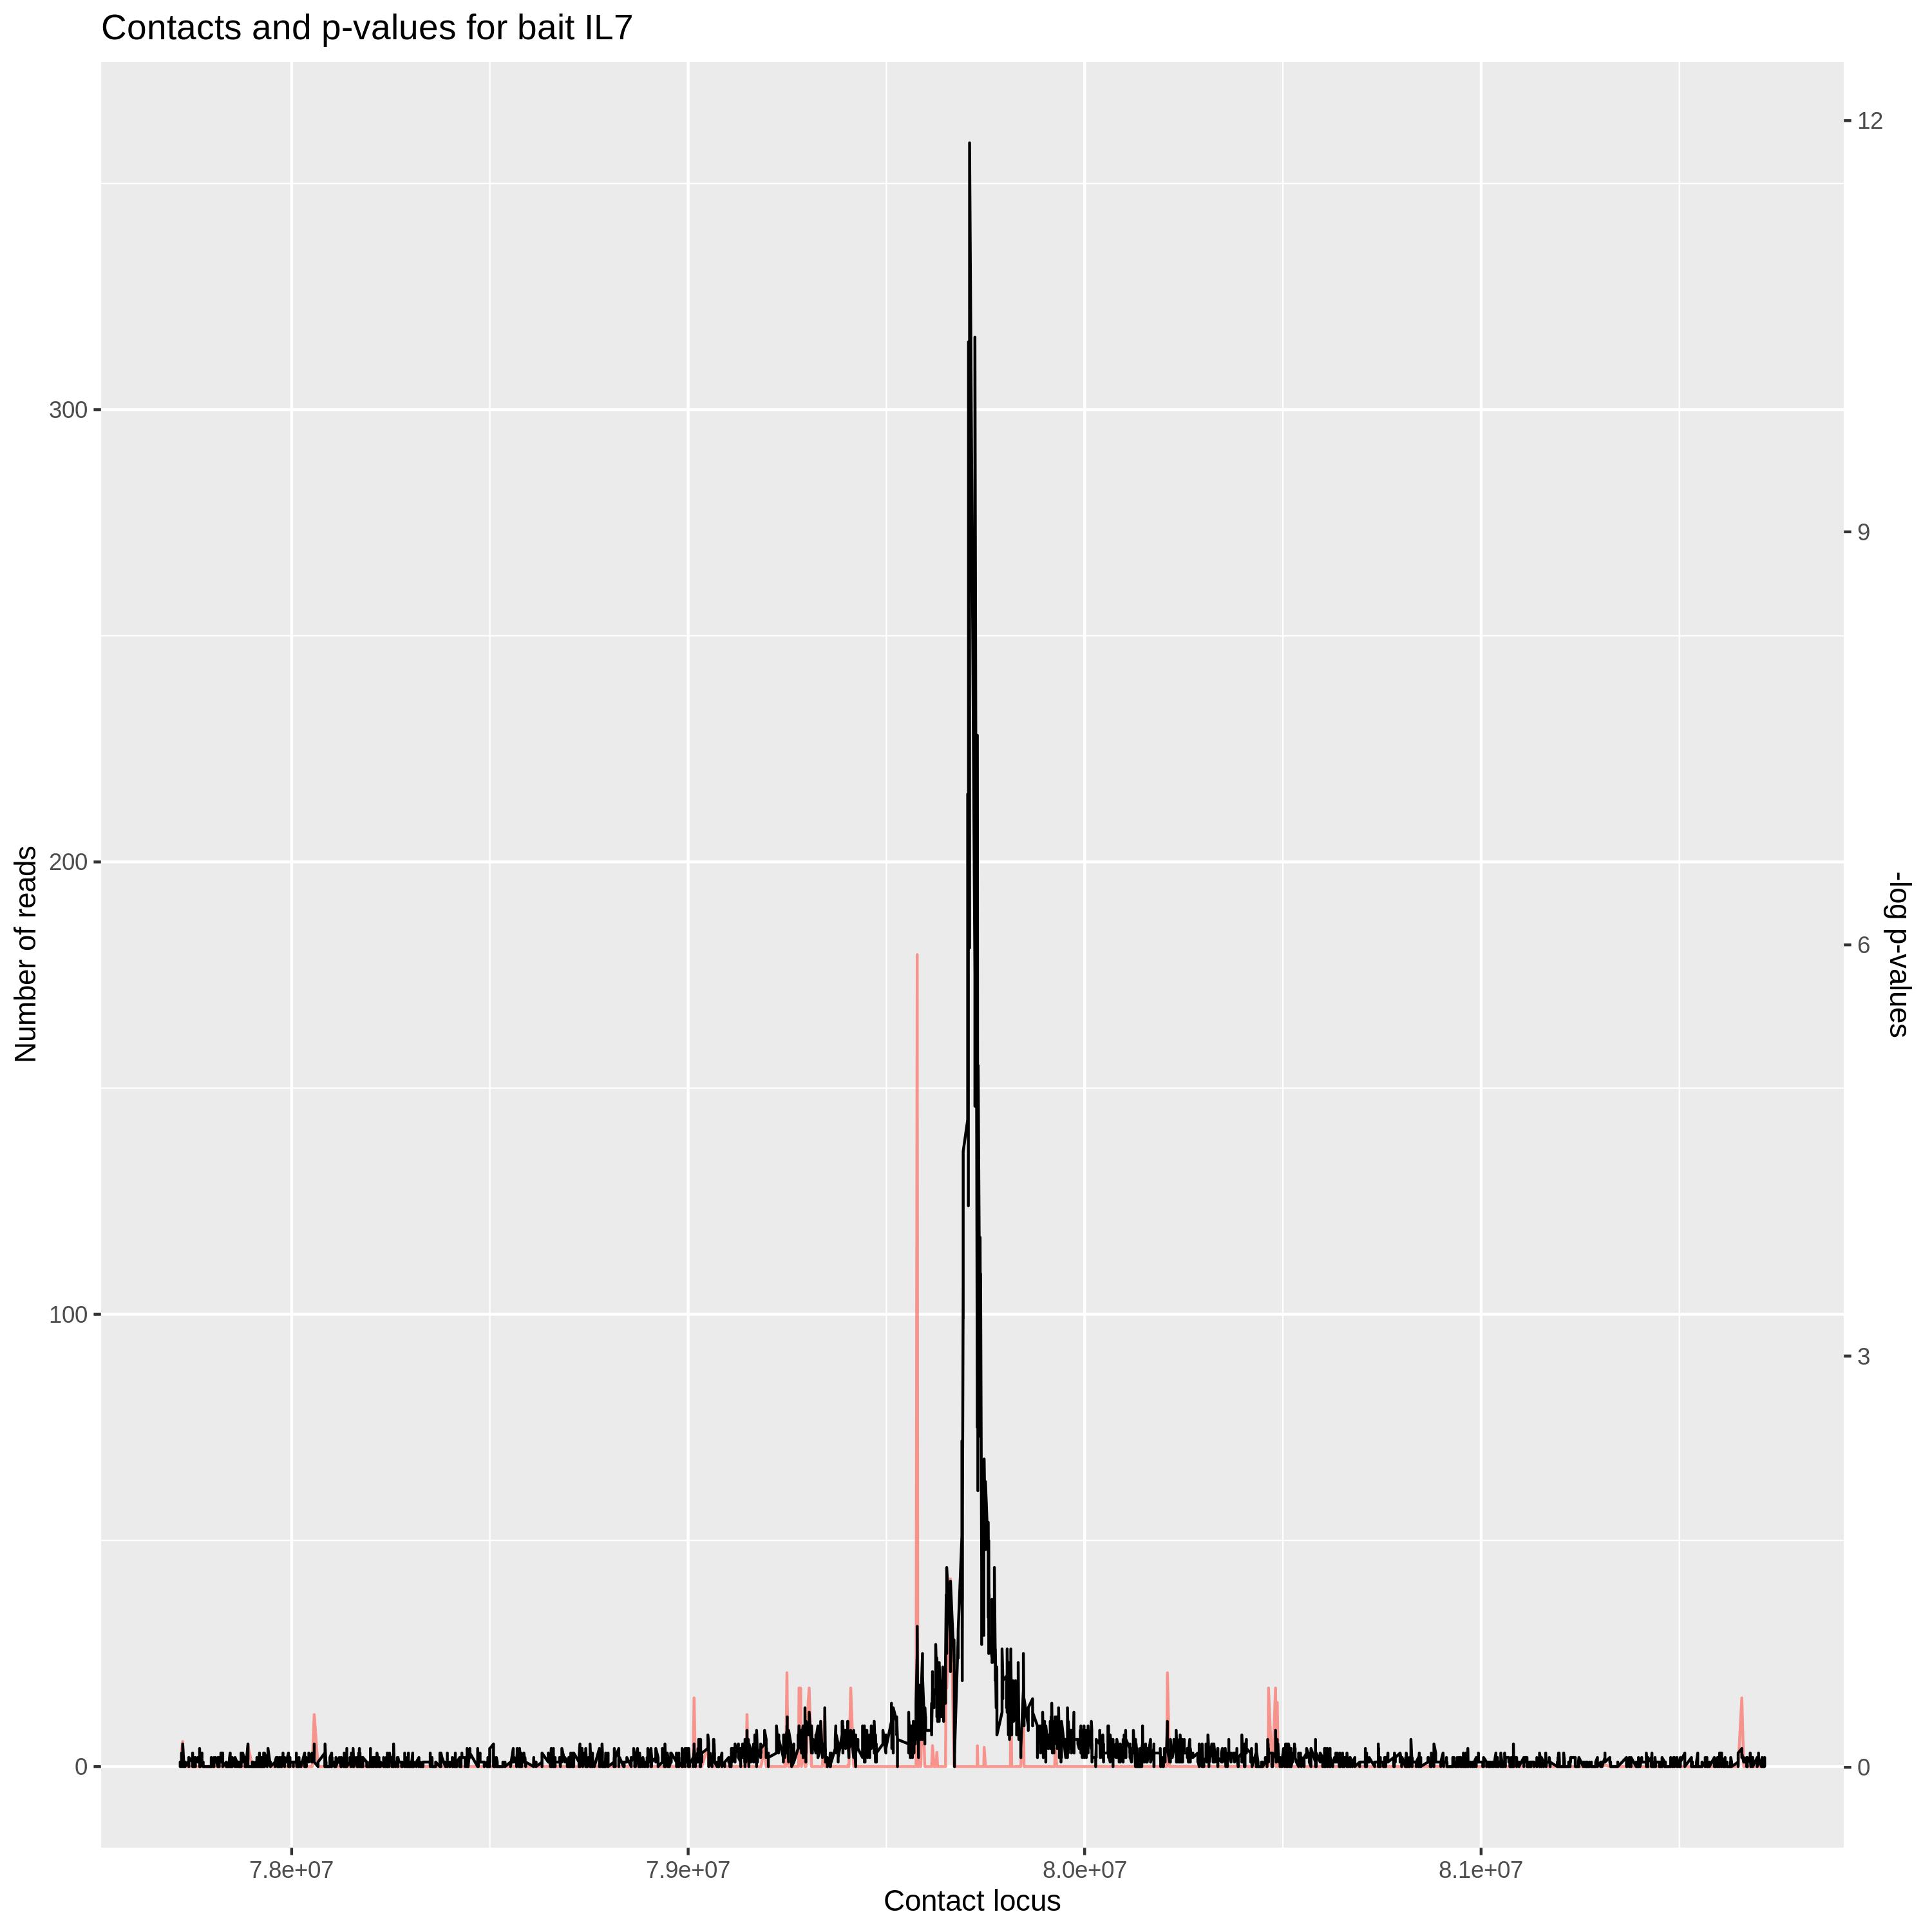 Contacts and p-values for bait IL7
12
300
9
200
6
Number of reads
-log p-values
100
3
0
0
7.8e+07
7.9e+07
8.0e+07
8.1e+07
Contact locus